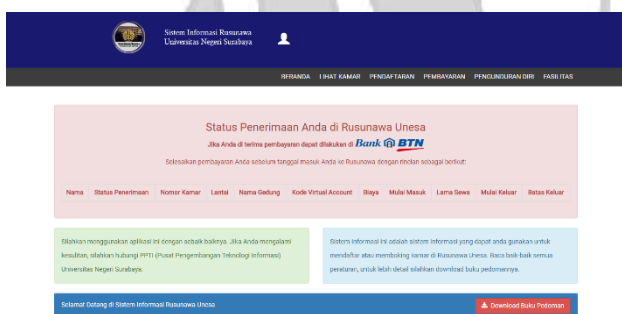 Sistem Informasi Rusunawa
Universitas Negeri Surabaya
BERANDA LIHAT KAMAR PENDAFTARAN PEMBAYARAN PENGUNDURAN DIRI FASILITAS
Status Penerimaan Anda di Rusunawa Unesa
Jika Anda di terima pembayaran dapat dilakukan di Bank BTN
Selesaikan pembayaran Anda sebelum tanggal masuk Anda ke Rusunawa dengan rincian sebagai berikut:
Nama Status Penerimaan Nomor Kamar Lantai Nama Gedung Kode Virtual Account Biaya Mulai Masuk Lama Sewa Mulai Keluar Batas Keluar
Silahkan menggunakan aplikasi ini dengan sebaik baiknya. Jika Anda mengalami
kesulitan, silahkan hubungi PPTI (Pusat Pengembangan Teknologi Informasi)
Universitas Negeri Surabaya.
Sistem Informasi ini adalah sistem informasi yang dapat anda gunakan untuk
mendaftar atau membooking kamar di Rusunawa Unesa. Baca baik-baik semua
peraturan, untuk lebih detail silahkan download buku pedomannya.
Selamat Datang di Sistem Informasi Rusunawa Unesa
Download Buku Pedoman